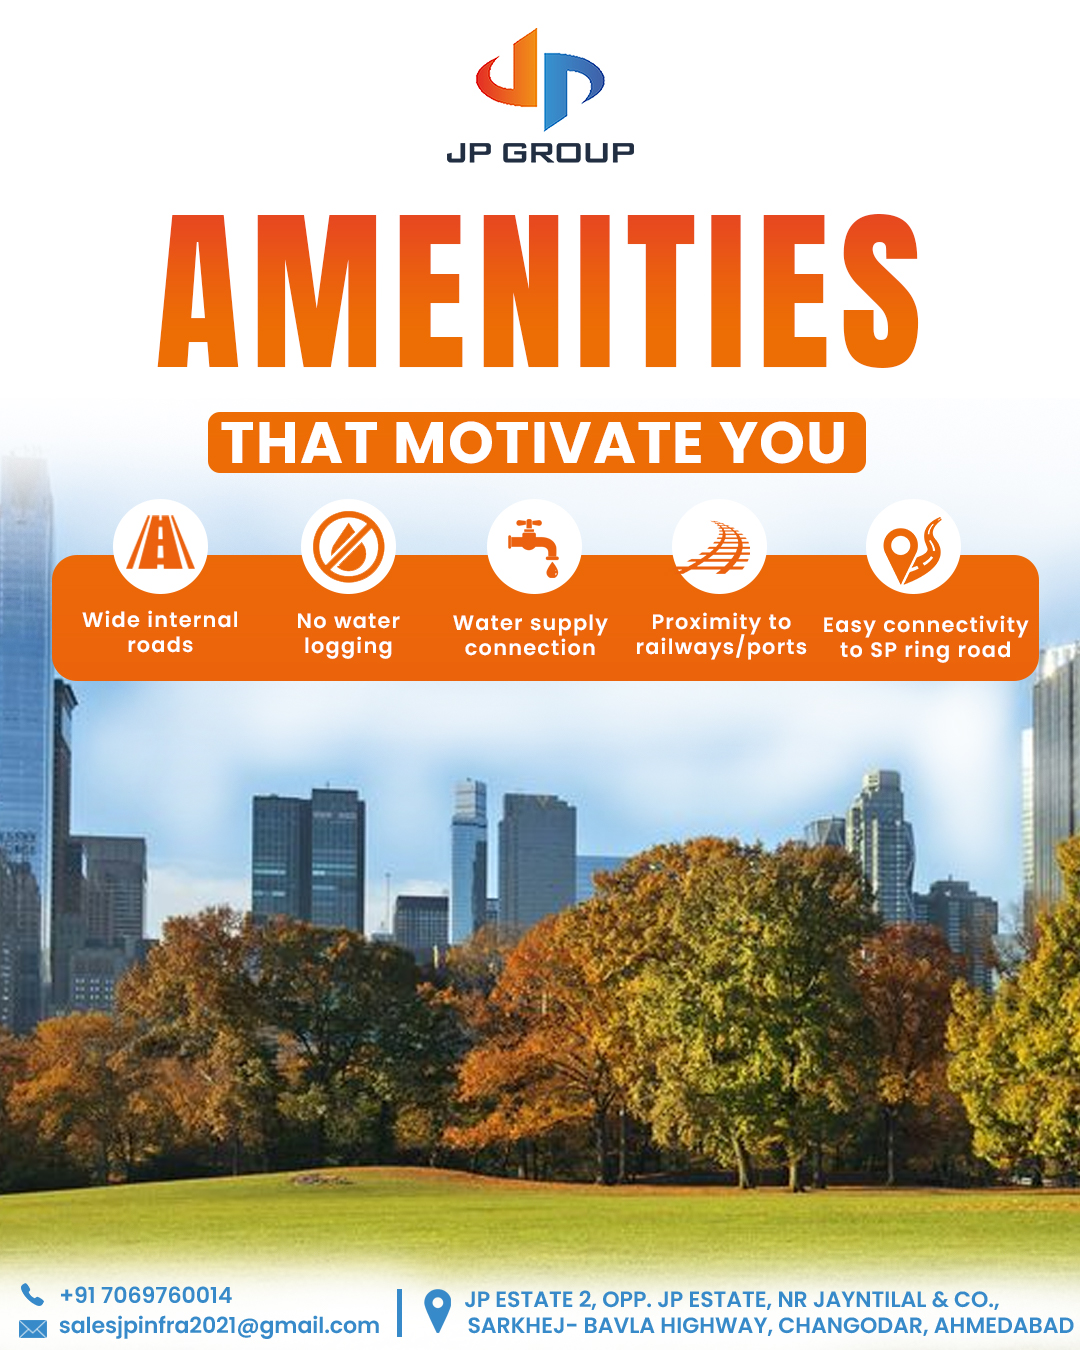 JP GROUP
AMENITIES
THAT MOTIVATE YOU
Wide internal
roads
No water
logging
Water supply
connection
Proximity to
railways/ports
Easy connectivity
to SP ring road
+91 7069760014
salesjpinfra2021@gmail.com
JP ESTATE 2, OPP. JP ESTATE, NR JAYNTILAL & CO.,
SARKHEJ- BAVLA HIGHWAY, CHANGODAR, AHMEDABAD